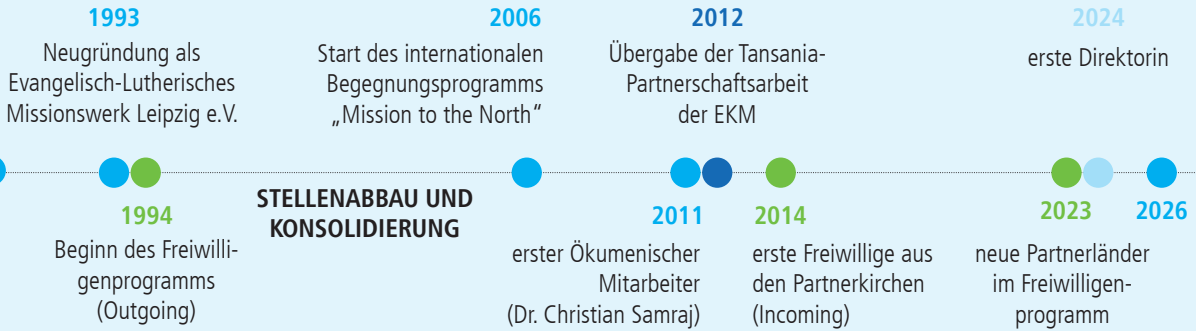 1993
Neugründung als
Evangelisch-Lutherisches
Missionswerk Leipzig e.V.
2006
Start des internationalen
Begegnungsprogramms
„Mission to the North“
2012
Übergabe der Tansania-
Partnerschaftsarbeit
der EKM
2024
erste Direktorin
1994
Beginn des Freiwilli-
genprogramms
(Outgoing)
STELLENABBAU UND
KONSOLIDIERUNG
2011
erster Ökumenischer
Mitarbeiter
(Dr. Christian Samraj)
2014
erste Freiwillige aus
den Partnerkirchen
(Incoming)
2023
neue Partnerländer
im Freiwilligen-
programm
2026